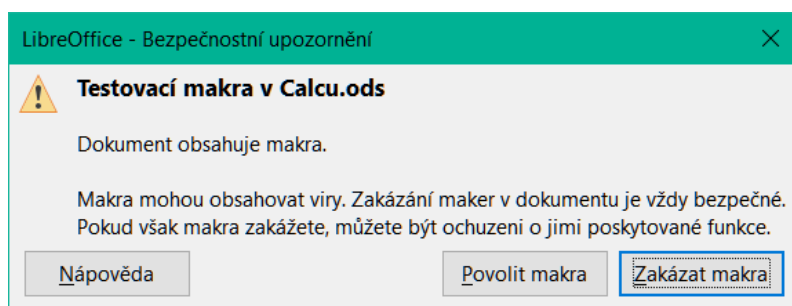 LibreOffice - Bezpečnostní upozornění
Testovací makra v Calcu.ods
Dokument obsahuje makra.
Makra mohou obsahovat viry. Zakázání maker v dokumentu je vždy bezpečné.
Pokud však makra zakážete, můžete být ochuzeni o jimi poskytované funkce.
Nápověda Povolit makra Zakázat makra